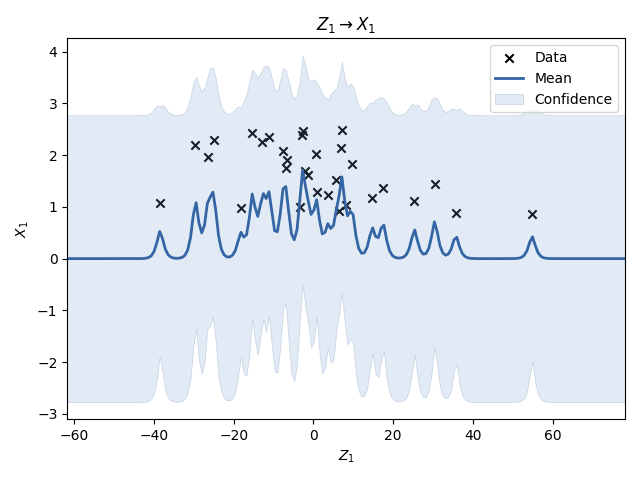 Z₁ → X₁
Data
Mean
Confidence
4
3
2
1
0
−1
−2
−3
X₁
−60
−40
−20
0
20
40
60
Z₁